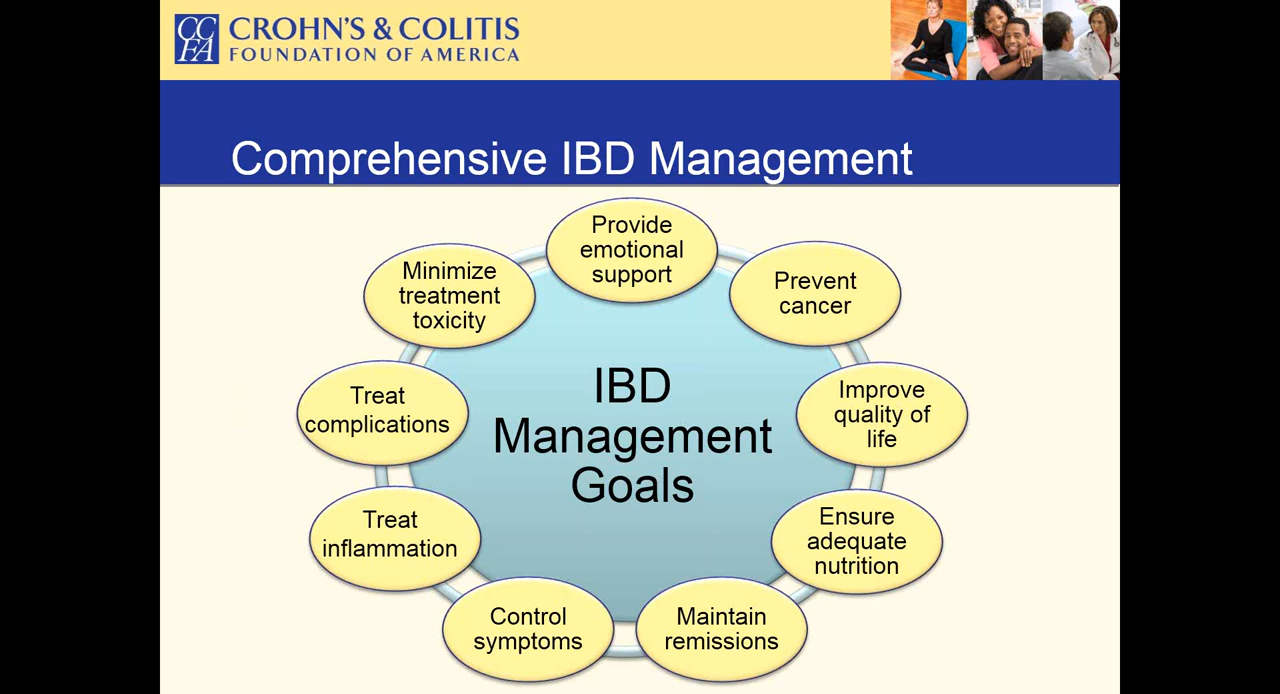 CCFA
CROHN'S & COLITIS
FOUNDATION OF AMERICA
Comprehensive IBD Management
Provide
emotional
support
Prevent
cancer
Improve
quality of
life
Ensure
adequate
nutrition
Maintain
remissions
Control
symptoms
Treat
inflammation
Treat
complications
Minimize
treatment
toxicity
IBD
Management
Goals